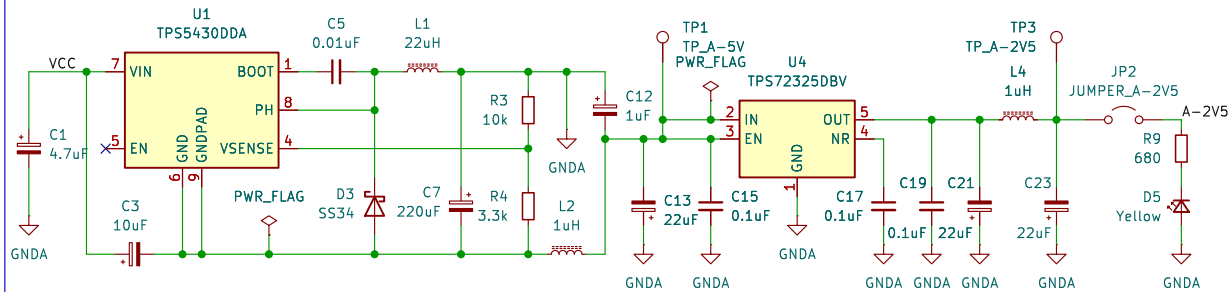 U1
TPS5430DDA
VCC
7
VIN
BOOT
1
PH
8
5
EN
VSENSE
4
GND
GNDPAD
6
9
C1
4.7uF
GNDA
C3
10uF
PWR_FLAG
C5
0.01uF
L1
22uH
D3
SS34
C7
220uF
R3
10k
R4
3.3k
GNDA
L2
1uH
C12
1uF
TP1
TP_A-5V
PWR_FLAG
U4
TPS72325DBV
2
IN
3
EN
OUT
5
NR
4
GND
1
GNDA
C13
22uF
GNDA
C15
0.1uF
GNDA
C17
0.1uF
GNDA
C19
0.1uF
GNDA
C21
22uF
GNDA
L4
1uH
TP3
TP_A-2V5
C23
22uF
GNDA
JP2
JUMPER_A-2V5
A-2V5
R9
680
D5
Yellow
GNDA